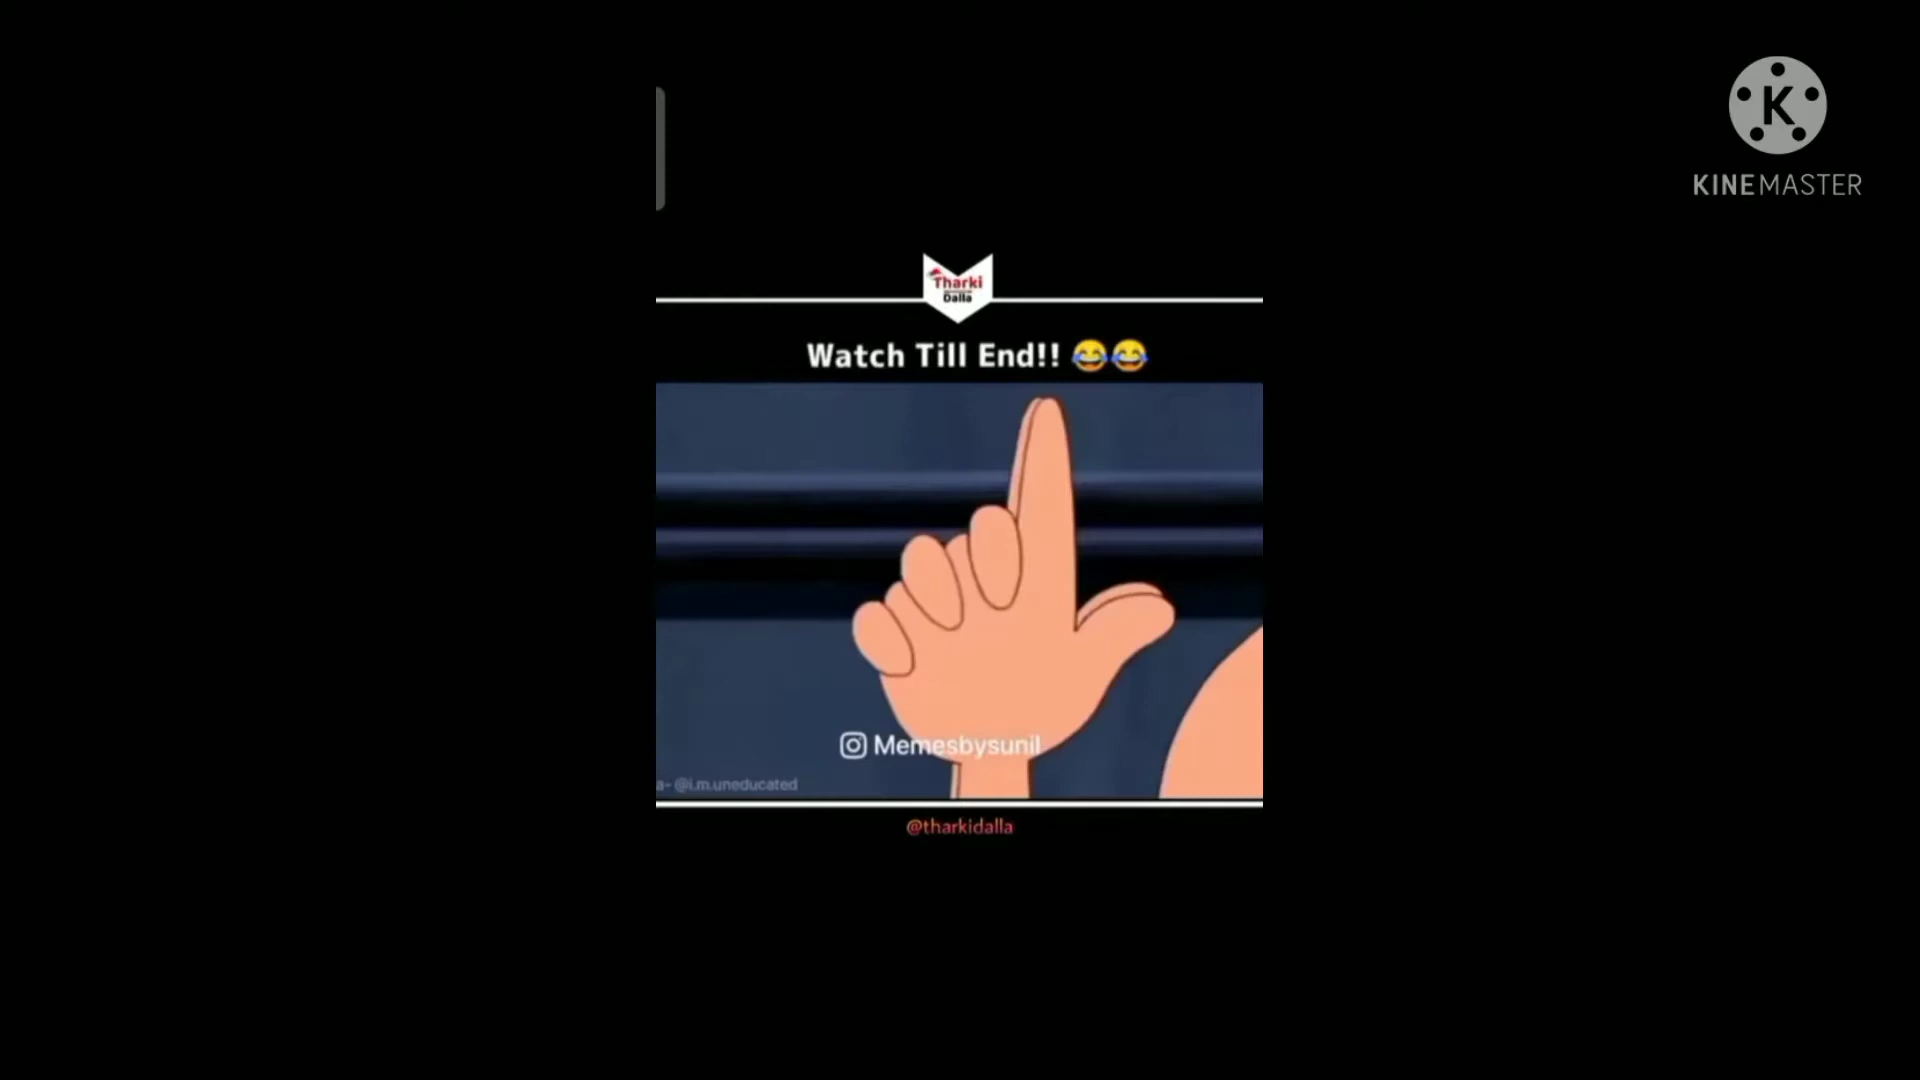 K
KINEMASTER
Tharki
Dalla
Watch Till End!! 😂😂
Memesbysunil
a- @i.m.uneducated
@tharkidalla